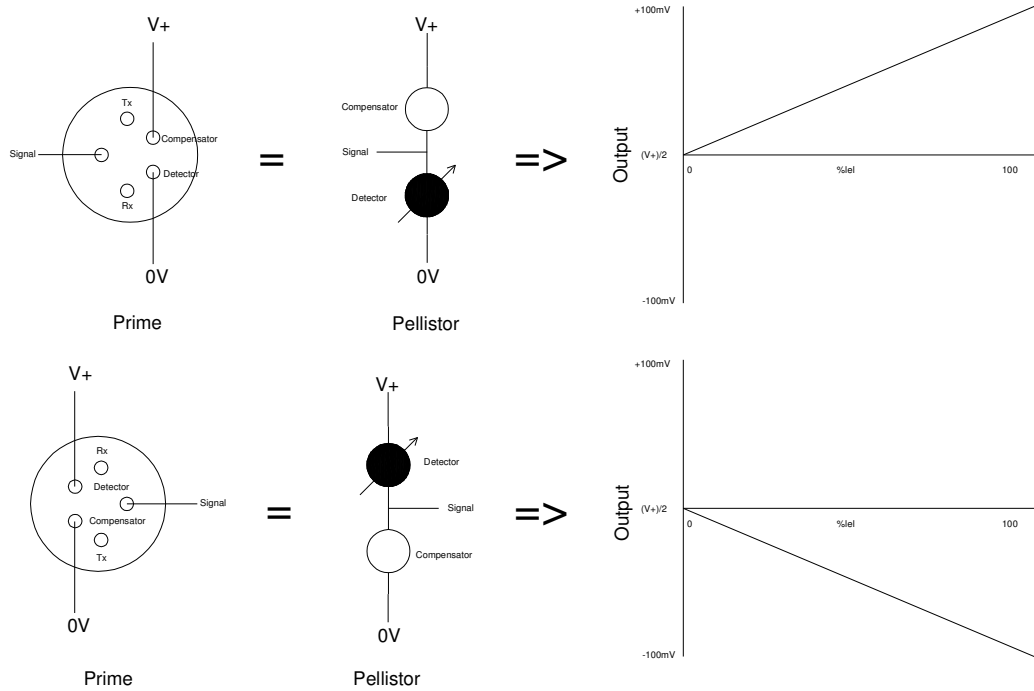 V+
V+
+100mV
Tx
Compensator
Compensator
Signal
Signal
=
=>
Output
(V+)/2
0
%lel
100
Detector
Detector
Rx
0V
0V
-100mV
Prime
Pellistor
V+
V+
+100mV
Rx
Detector
Detector
Signal
Signal
=
=>
Output
(V+)/2
0
%lel
100
Compensator
Compensator
Tx
0V
0V
-100mV
Prime
Pellistor